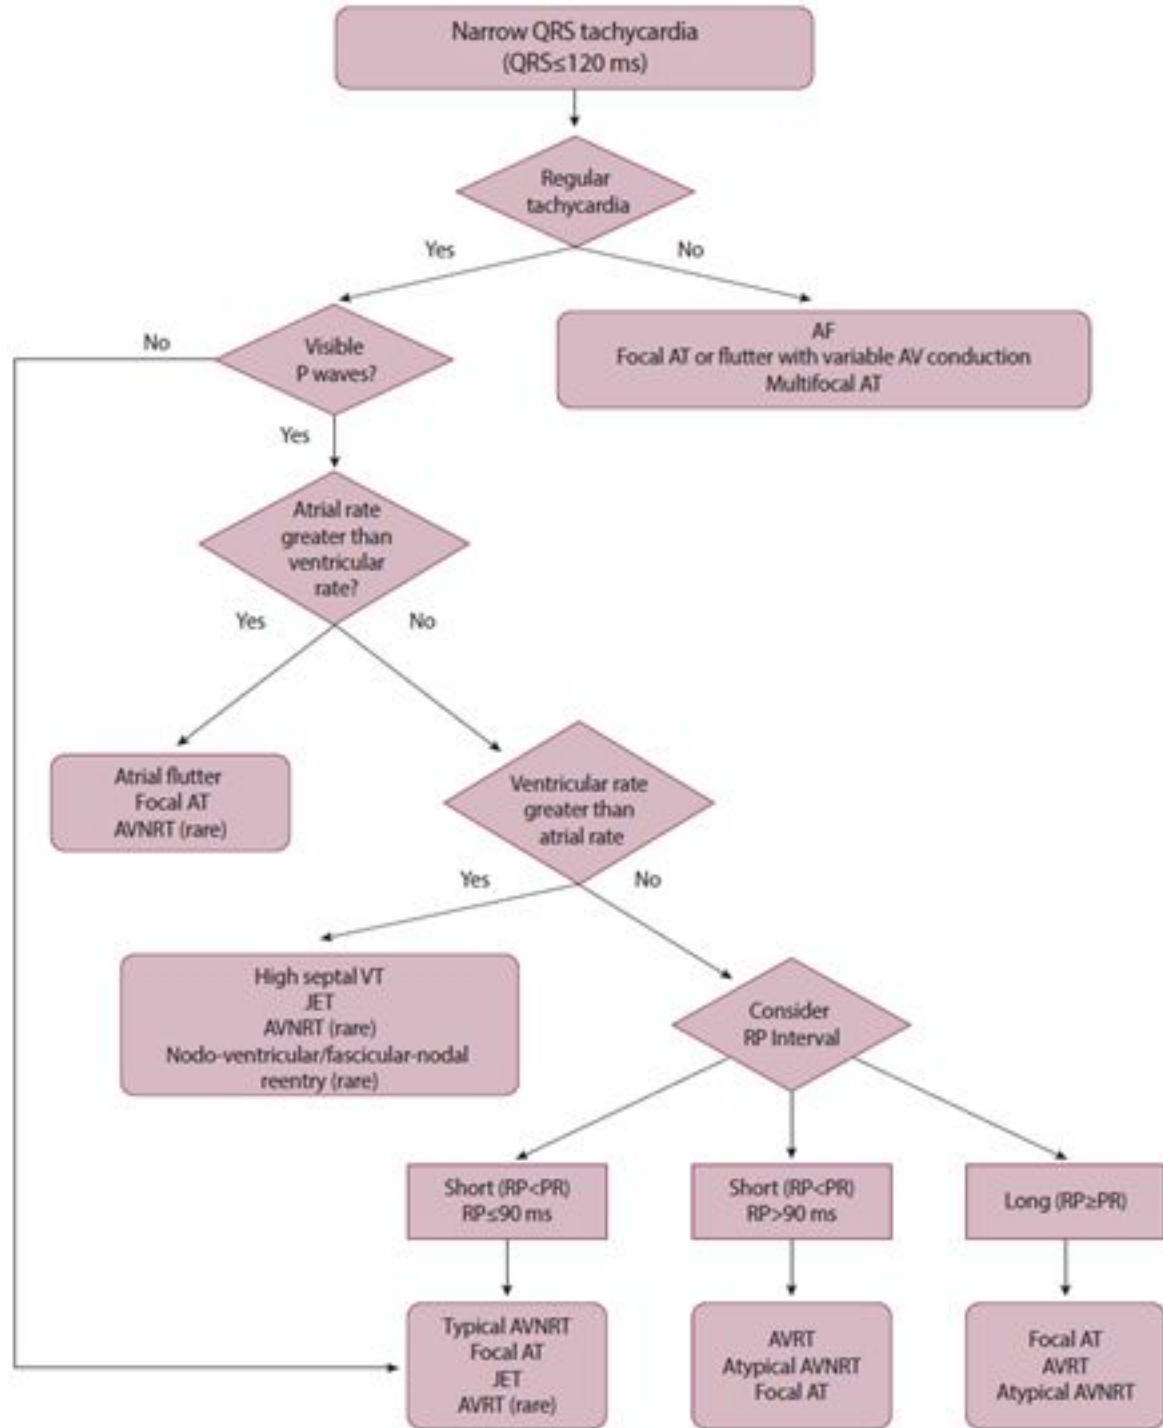 Narrow QRS tachycardia
(QRS≤120 ms)
Regular
tachycardia
Yes
No
No
Visible
P waves?
AF
Focal AT or flutter with variable AV conduction
Multifocal AT
Yes
Atrial rate
greater than
ventricular
rate?
Yes
No
Atrial flutter
Focal AT
AVNRT (rare)
Ventricular rate
greater than
atrial rate
Yes
No
High septal VT
JET
AVNRT (rare)
Nodo-ventricular/fascicular-nodal
reentry (rare)
Consider
RP Interval
Short (RP<PR)
RP≤90 ms
Short (RP<PR)
RP>90 ms
Long (RP≥PR)
Typical AVNRT
Focal AT
JET
AVRT (rare)
AVRT
Atypical AVNRT
Focal AT
Focal AT
AVRT
Atypical AVNRT